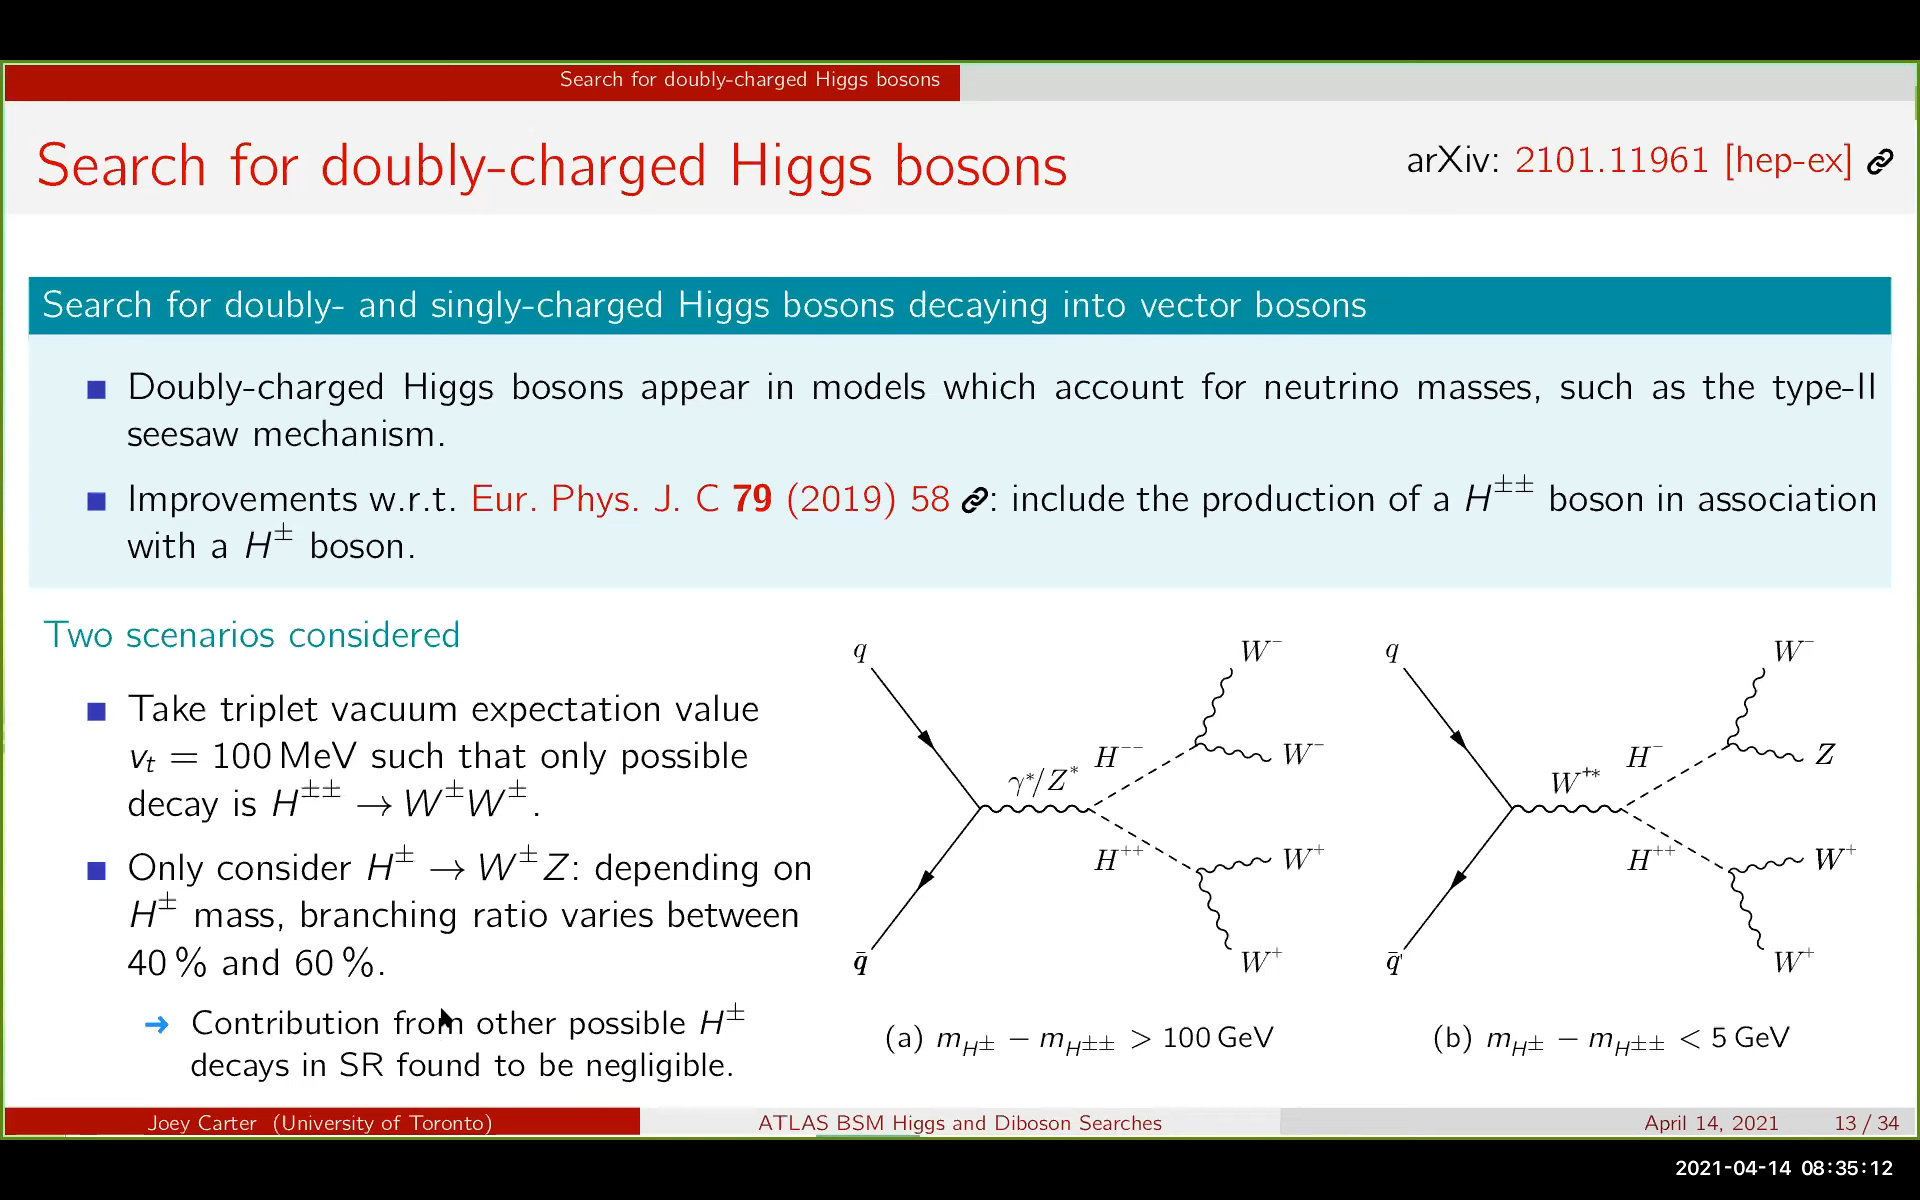 Search for doubly-charged Higgs bosons
Search for doubly-charged Higgs bosons
arXiv: 2101.11961 [hep-ex]
Search for doubly- and singly-charged Higgs bosons decaying into vector bosons
Doubly-charged Higgs bosons appear in models which account for neutrino masses, such as the type-II
seesaw mechanism.
Improvements w.r.t. Eur. Phys. J. C 79 (2019) 58 : include the production of a H±± boson in association
with a H± boson.
Two scenarios considered
Take triplet vacuum expectation value
vt = 100 MeV such that only possible
decay is H±± → W±W±.
Only consider H± → W±Z: depending on
H± mass, branching ratio varies between
40 % and 60 %.
➜ Contribution from other possible H±
decays in SR found to be negligible.
q
W−
H−−
W−
γ*/Z*
H++
W+
q̄
W+
(a) mH± − mH±± > 100 GeV
q
W−
H−
Z
W+*
H++
W+
q̄'
W+
(b) mH± − mH±± < 5 GeV
Joey Carter (University of Toronto)
ATLAS BSM Higgs and Diboson Searches
April 14, 2021
13 / 34
2021-04-14 08:35:12